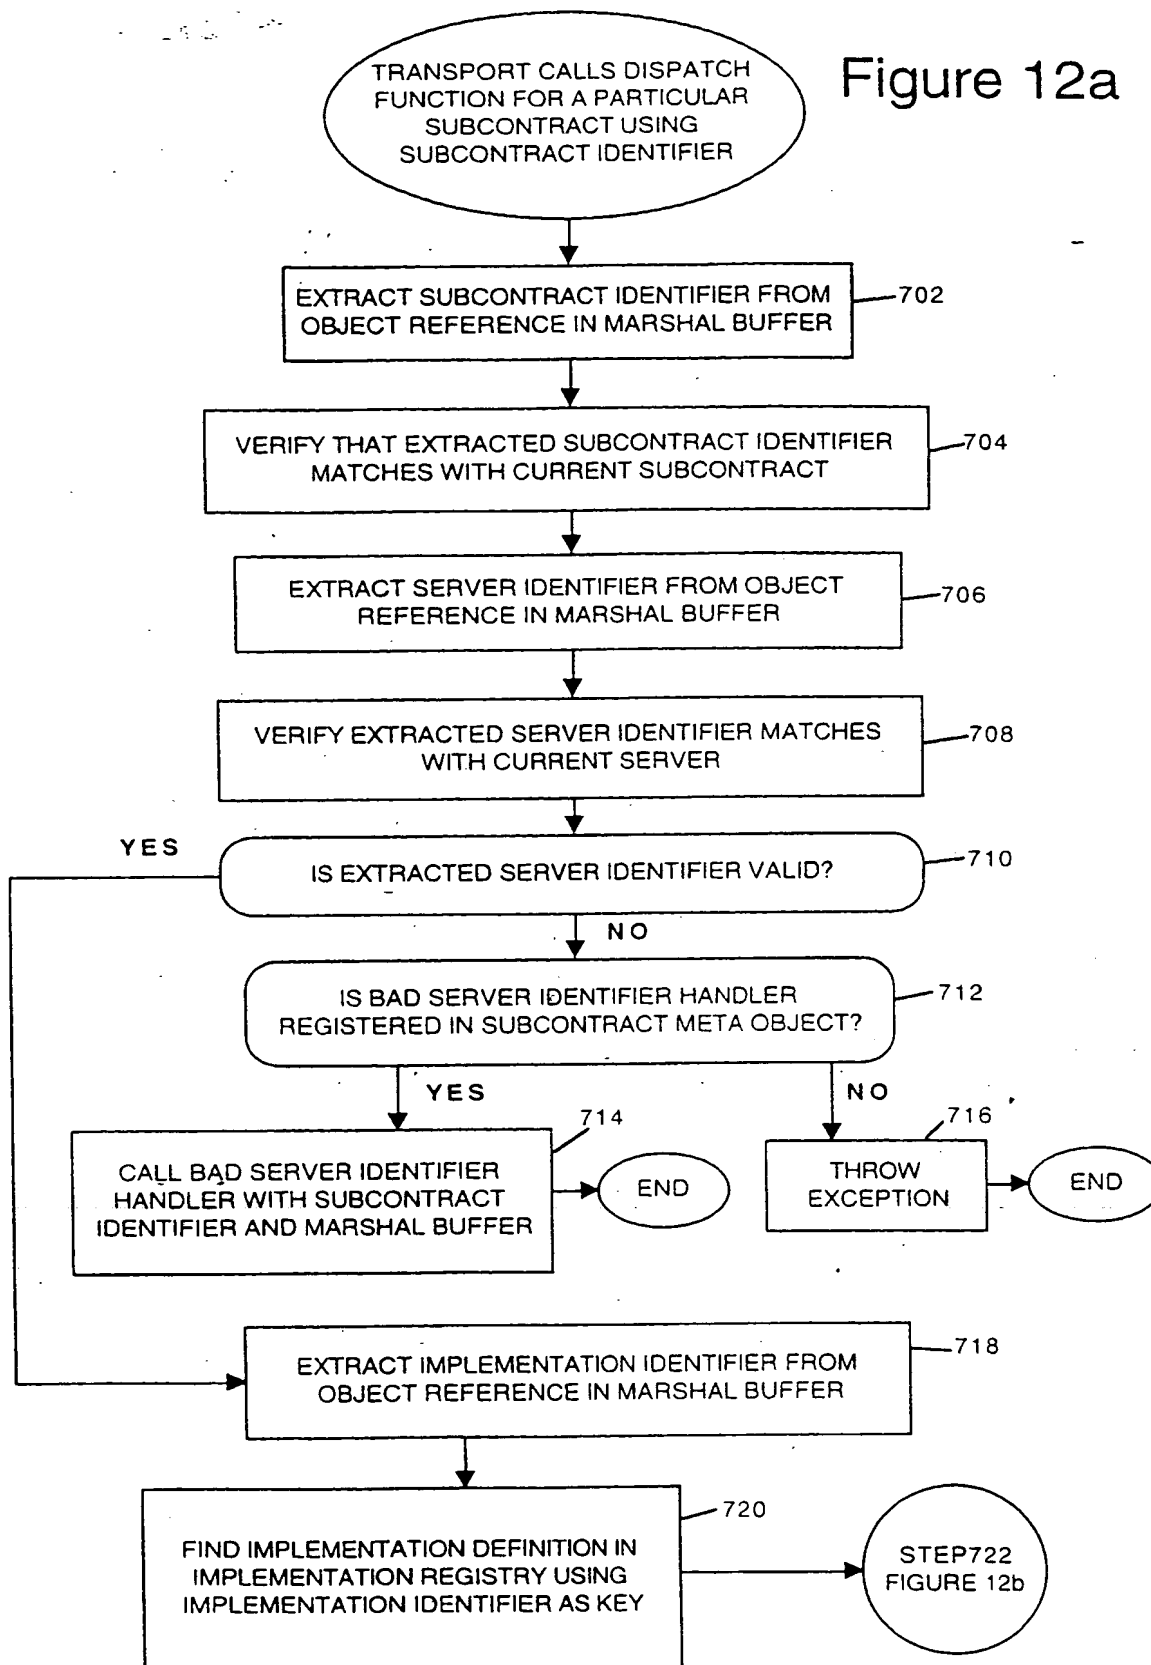 Figure 12a
TRANSPORT CALLS DISPATCH
FUNCTION FOR A PARTICULAR
SUBCONTRACT USING
SUBCONTRACT IDENTIFIER
EXTRACT SUBCONTRACT IDENTIFIER FROM
OBJECT REFERENCE IN MARSHAL BUFFER
702
VERIFY THAT EXTRACTED SUBCONTRACT IDENTIFIER
MATCHES WITH CURRENT SUBCONTRACT
704
EXTRACT SERVER IDENTIFIER FROM OBJECT
REFERENCE IN MARSHAL BUFFER
706
VERIFY EXTRACTED SERVER IDENTIFIER MATCHES
WITH CURRENT SERVER
708
YES
IS EXTRACTED SERVER IDENTIFIER VALID?
710
NO
IS BAD SERVER IDENTIFIER HANDLER
REGISTERED IN SUBCONTRACT META OBJECT?
712
YES
NO
714
CALL BAD SERVER IDENTIFIER
HANDLER WITH SUBCONTRACT
IDENTIFIER AND MARSHAL BUFFER
END
716
THROW
EXCEPTION
END
EXTRACT IMPLEMENTATION IDENTIFIER FROM
OBJECT REFERENCE IN MARSHAL BUFFER
718
FIND IMPLEMENTATION DEFINITION IN
IMPLEMENTATION REGISTRY USING
IMPLEMENTATION IDENTIFIER AS KEY
720
STEP722
FIGURE 12b